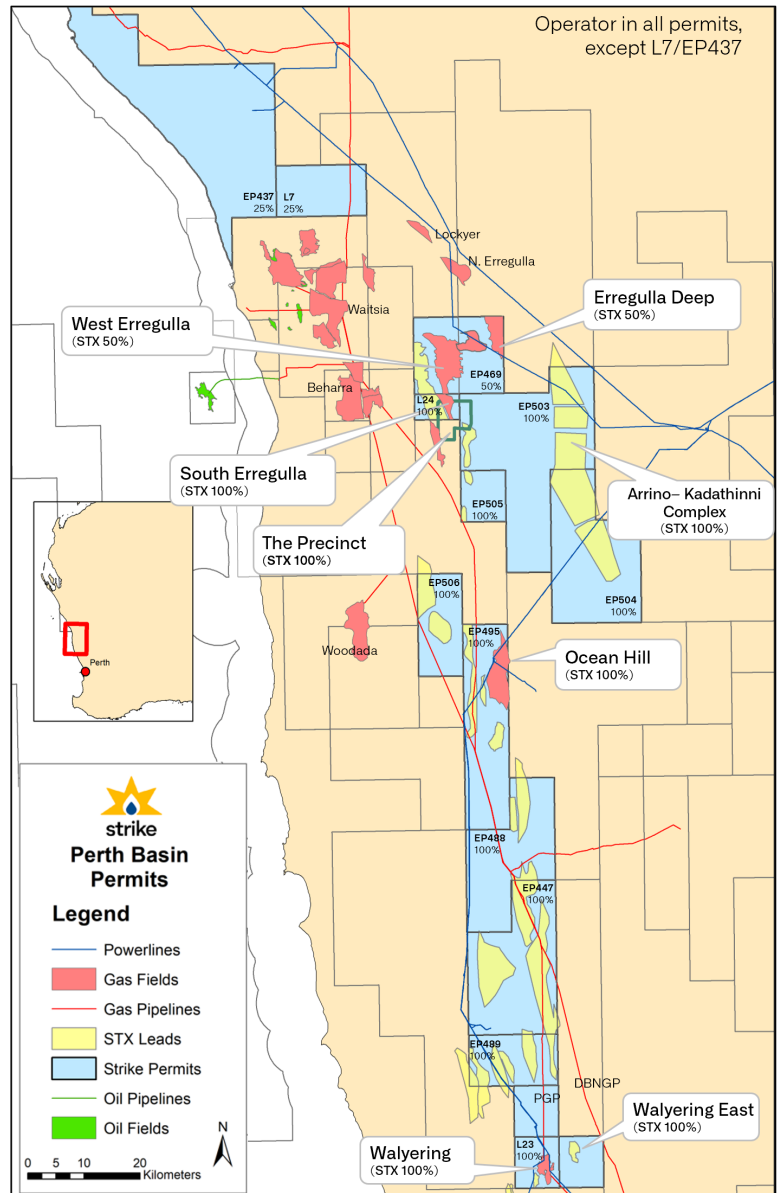 Operator in all permits,
except L7/EP437
EP437
25%
L7
25%
Lockyer
N. Erregulla
Erregulla Deep
(STX 50%)
West Erregulla
(STX 50%)
Waitsia
EP469
50%
Beharra
L24
100%
EP503
100%
South Erregulla
(STX 100%)
Arrino– Kadathinni
Complex
(STX 100%)
EP505
100%
The Precinct
(STX 100%)
EP506
100%
EP504
100%
EP495
100%
Woodada
Ocean Hill
(STX 100%)
Perth
strike
Perth Basin
Permits
Legend
Powerlines
Gas Fields
Gas Pipelines
STX Leads
Strike Permits
Oil Pipelines
Oil Fields
N
0 5 10 20
Kilometers
EP488
100%
EP447
100%
EP489
100%
DBNGP
PGP
Walyering East
(STX 100%)
L23
100%
Walyering
(STX 100%)